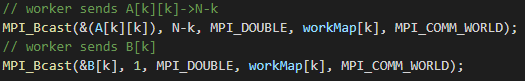 // worker sends A[k][k]->N-k
MPI_Bcast(&(A[k][k]), N-k, MPI_DOUBLE, workMap[k], MPI_COMM_WORLD);
// worker sends B[k]
MPI_Bcast(&B[k], 1, MPI_DOUBLE, workMap[k], MPI_COMM_WORLD);